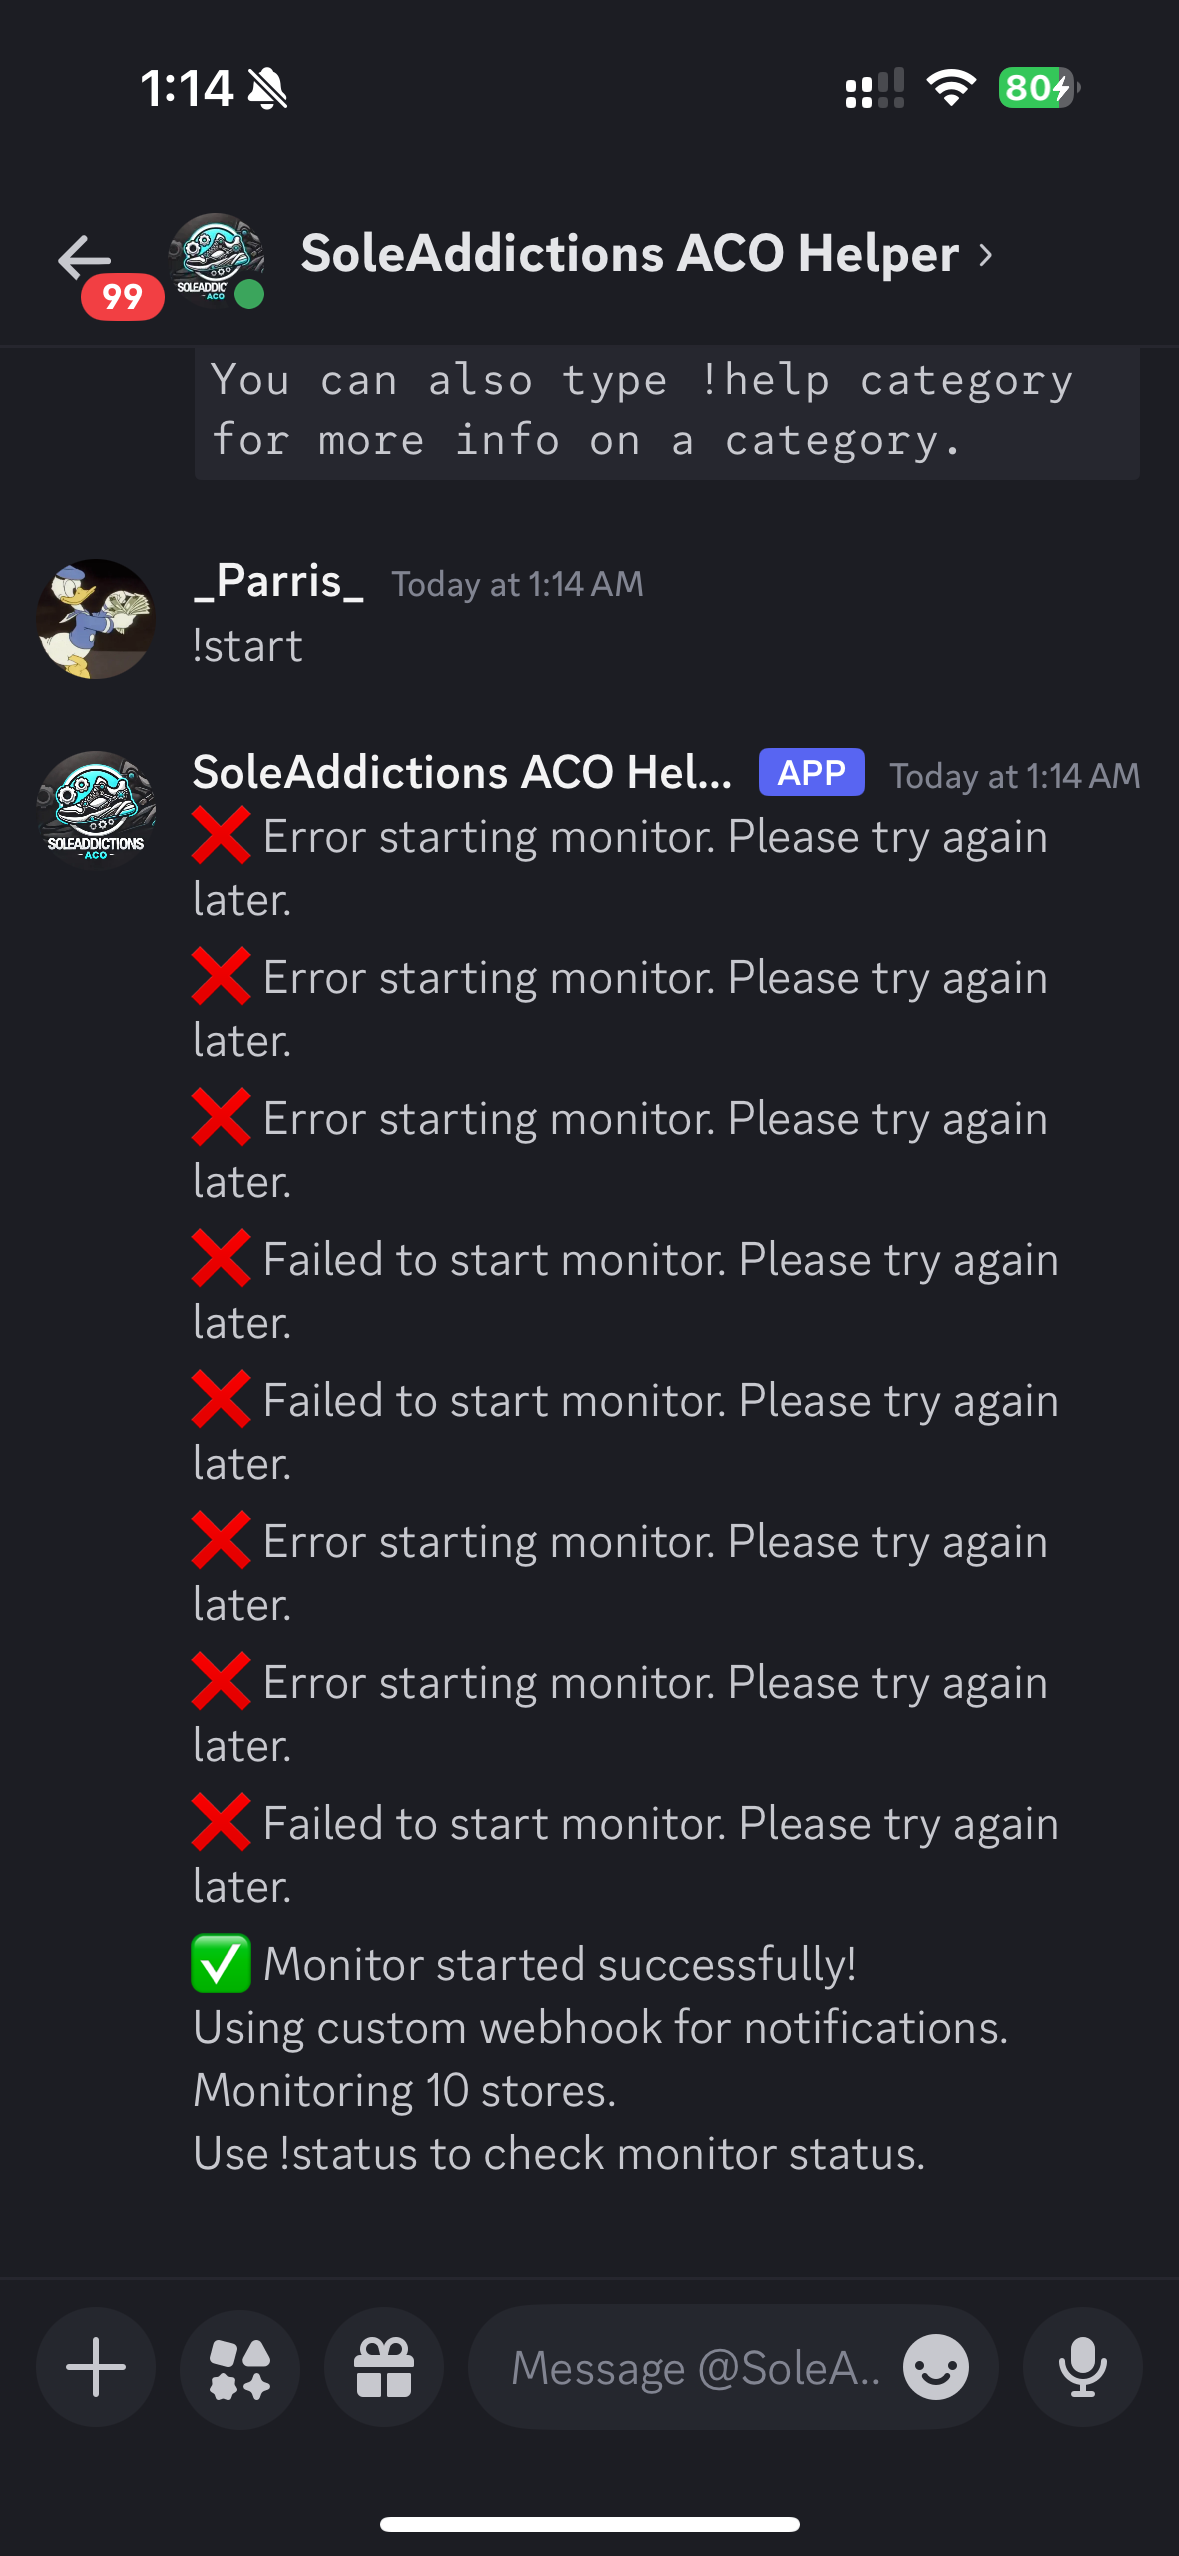 1:14
80
99
SOLEADDIC
- ACO
SoleAddictions ACO Helper
You can also type !help category
for more info on a category.
_Parris_ Today at 1:14 AM
!start
SoleAddictions ACO Hel... APP Today at 1:14 AM
SOLEADDICTIONS
- ACO -
❌ Error starting monitor. Please try again
later.
❌ Error starting monitor. Please try again
later.
❌ Error starting monitor. Please try again
later.
❌ Failed to start monitor. Please try again
later.
❌ Failed to start monitor. Please try again
later.
❌ Error starting monitor. Please try again
later.
❌ Error starting monitor. Please try again
later.
❌ Failed to start monitor. Please try again
later.
✅ Monitor started successfully!
Using custom webhook for notifications.
Monitoring 10 stores.
Use !status to check monitor status.
Message @SoleA..